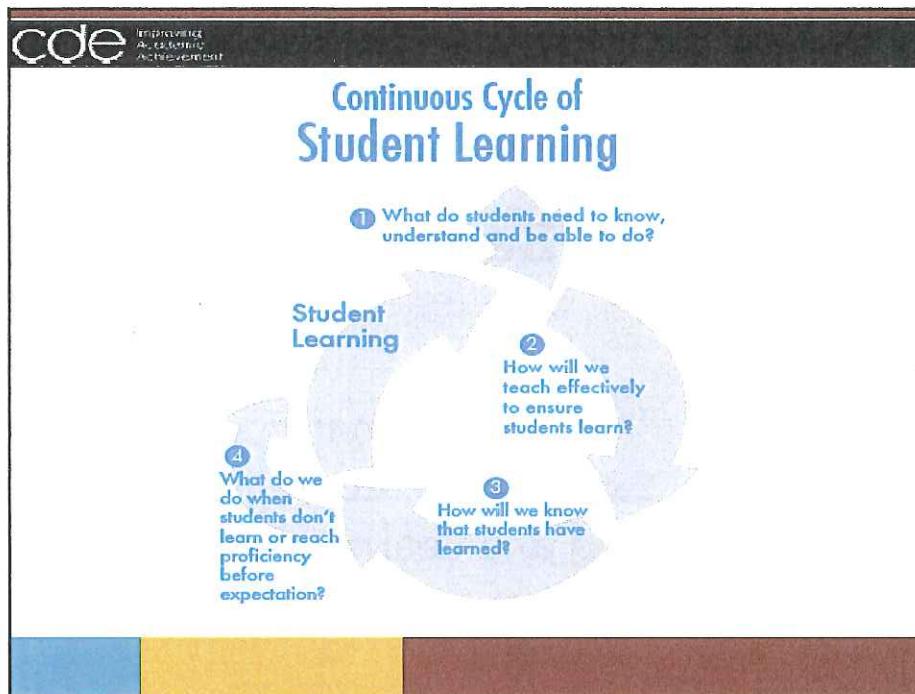 cde
Improving
Academic
Achievement
Continuous Cycle of
Student Learning
1 What do students need to know,
understand and be able to do?
Student
Learning
2
How will we
teach effectively
to ensure
students learn?
3
How will we know
that students have
learned?
4
What do we
do when
students don't
learn or reach
proficiency
before
expectation?